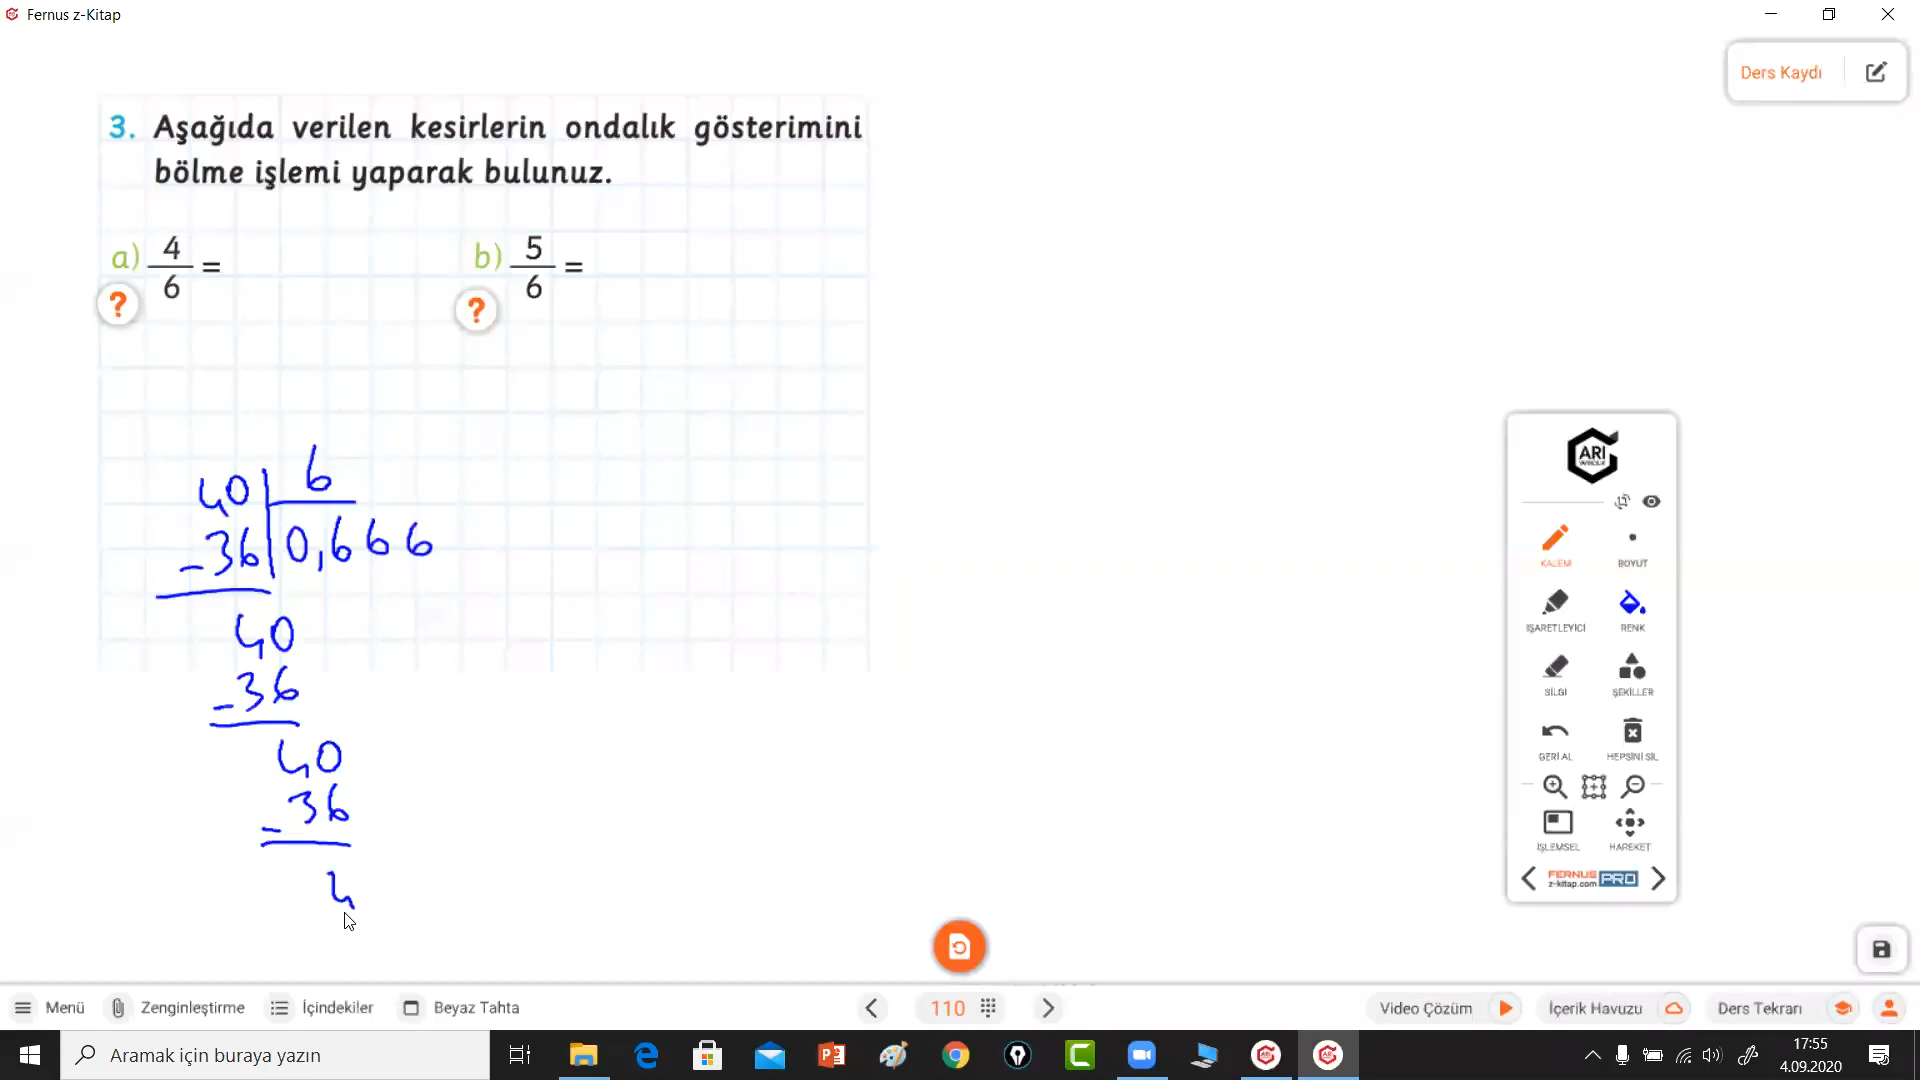 Fernus z-Kitap
Ders Kaydı
3. Aşağıda verilen kesirlerin ondalık gösterimini
bölme işlemi yaparak bulunuz.
a) 4/6 =
b) 5/6 =
?
?
40 6
-36 0,666
40
-36
40
-36
4
ARI
YAYINCILIK
KALEM
BOYUT
İŞARETLEYİCİ
RENK
SİLGİ
ŞEKİLLER
GERİ AL
HEPSİNİ SİL
İŞLEMSEL
HAREKET
FERNUS
z-kitap.com PRO
Menü
Zenginleştirme
İçindekiler
Beyaz Tahta
110
Video Çözüm
İçerik Havuzu
Ders Tekrarı
Aramak için buraya yazın
17:55
4.09.2020